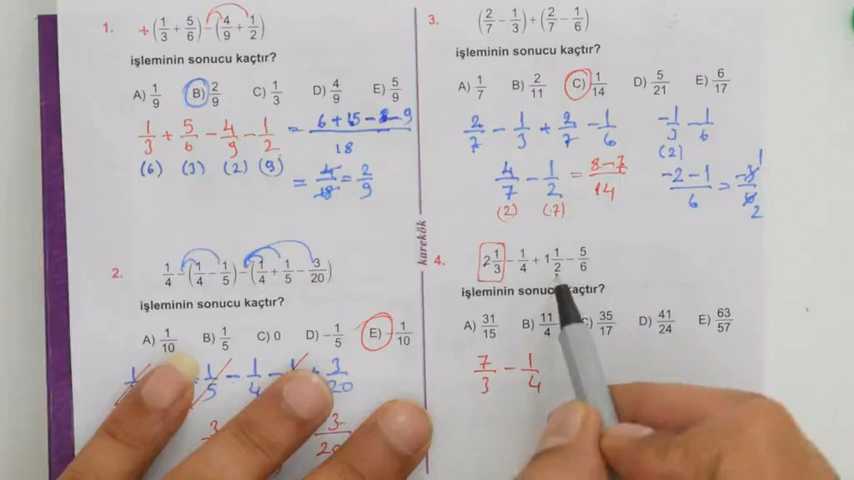 1. +(1/3 + 5/6) - (4/9 + 1/2)
işleminin sonucu kaçtır?
A) 1/9 B) 2/9 C) 1/3 D) 4/9 E) 5/9
1/3 + 5/6 - 4/9 - 1/2 = 6 + 15 - 8 - 9 / 18
(6) (3) (2) (9)
= 4/18 = 2/9
2. 1/4 - (1/4 - 1/5) - (1/4 + 1/5 - 3/20)
işleminin sonucu kaçtır?
A) 1/10 B) 1/5 C) 0 D) -1/5 E) -1/10
1/5 - 1/4 - + 3/20
3
karekök
3. (2/7 - 1/3) + (2/7 - 1/6)
işleminin sonucu kaçtır?
A) 1/7 B) 2/11 C) 1/14 D) 5/21 E) 6/17
2/7 - 1/3 + 2/7 - 1/6
4/7 - 1/2 = 8-7/14
(2) (7)
-1/3 - 1/6
(2)
-2-1/6 = -3/6
1
2
4. 2 1/3 - 1/4 + 1 1/2 - 5/6
işleminin sonucu kaçtır?
A) 31/15 B) 11/4 C) 35/17 D) 41/24 E) 63/57
7/3 - 1/4